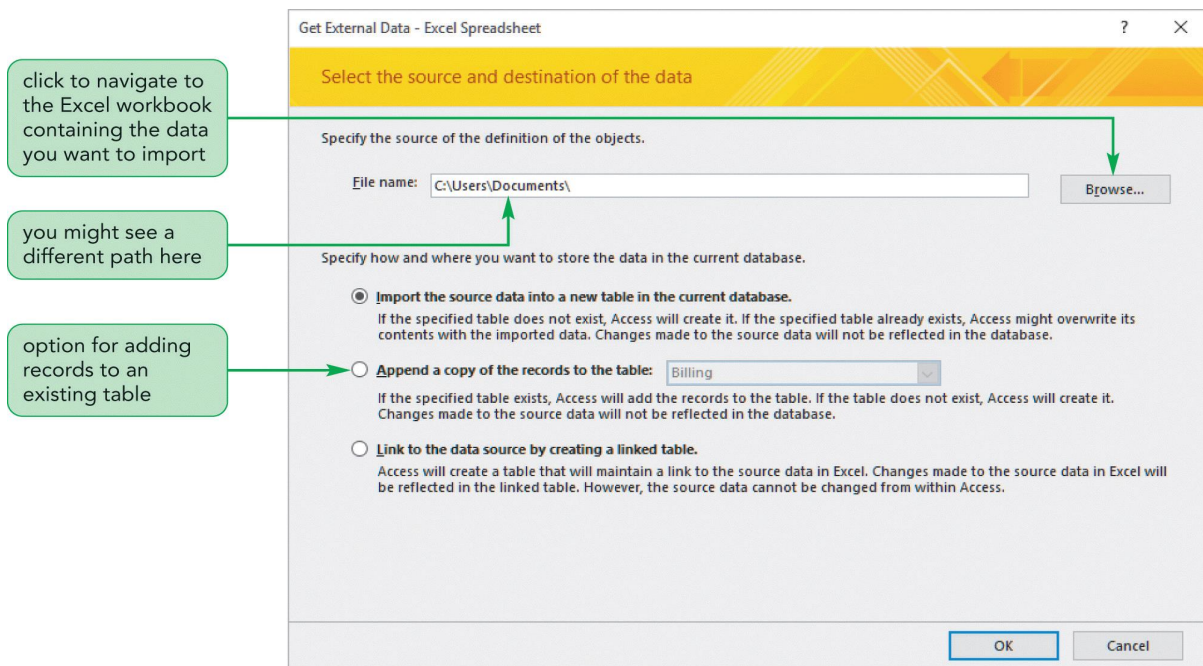 Get External Data - Excel Spreadsheet
?
Select the source and destination of the data
click to navigate to
the Excel workbook
containing the data
you want to import
Specify the source of the definition of the objects.
File name:
C:\Users\Documents\
Browse...
you might see a
different path here
Specify how and where you want to store the data in the current database.
Import the source data into a new table in the current database.
If the specified table does not exist, Access will create it. If the specified table already exists, Access might overwrite its
contents with the imported data. Changes made to the source data will not be reflected in the database.
option for adding
records to an
existing table
Append a copy of the records to the table:
Billing
If the specified table exists, Access will add the records to the table. If the table does not exist, Access will create it.
Changes made to the source data will not be reflected in the database.
Link to the data source by creating a linked table.
Access will create a table that will maintain a link to the source data in Excel. Changes made to the source data in Excel will
be reflected in the linked table. However, the source data cannot be changed from within Access.
OK
Cancel